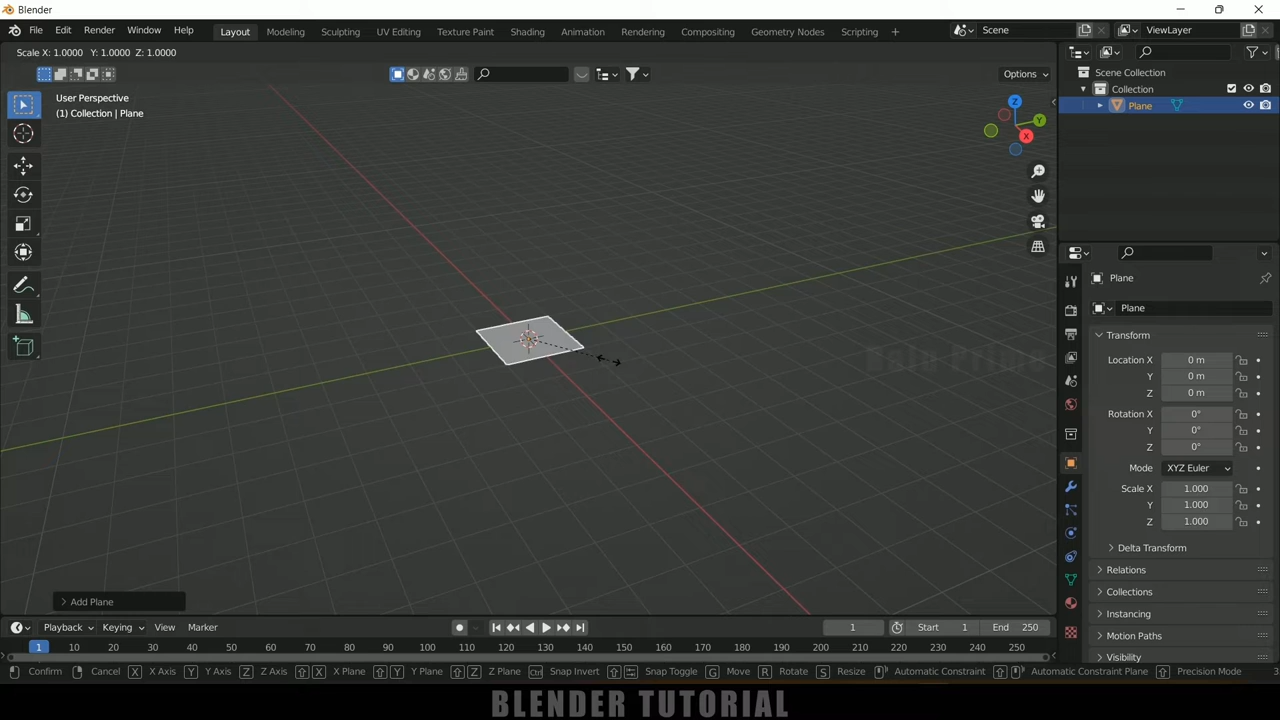 Blender
File Edit Render Window Help Layout Modeling Sculpting UV Editing Texture Paint Shading Animation Rendering Compositing Geometry Nodes Scripting + Scene ViewLayer
Scale X: 1.0000 Y: 1.0000 Z: 1.0000
Options
User Perspective
(1) Collection | Plane
Z
Y
X
Add Plane
Scene Collection
Collection
Plane
Plane
Plane
Transform
Location X 0 m
Y 0 m
Z 0 m
Rotation X 0°
Y 0°
Z 0°
Mode XYZ Euler
Scale X 1.000
Y 1.000
Z 1.000
Delta Transform
Relations
Collections
Instancing
Motion Paths
Visibility
Playback Keying View Marker 1 Start 1 End 250
1 10 20 30 40 50 60 70 80 90 100 110 120 130 140 150 160 170 180 190 200 210 220 230 240 250
Confirm Cancel X X Axis Y Y Axis Z Z Axis X X Plane Y Y Plane Z Z Plane Ctrl Snap Invert Snap Toggle G Move R Rotate S Resize Automatic Constraint Automatic Constraint Plane Precision Mode 3
BLENDER TUTORIAL